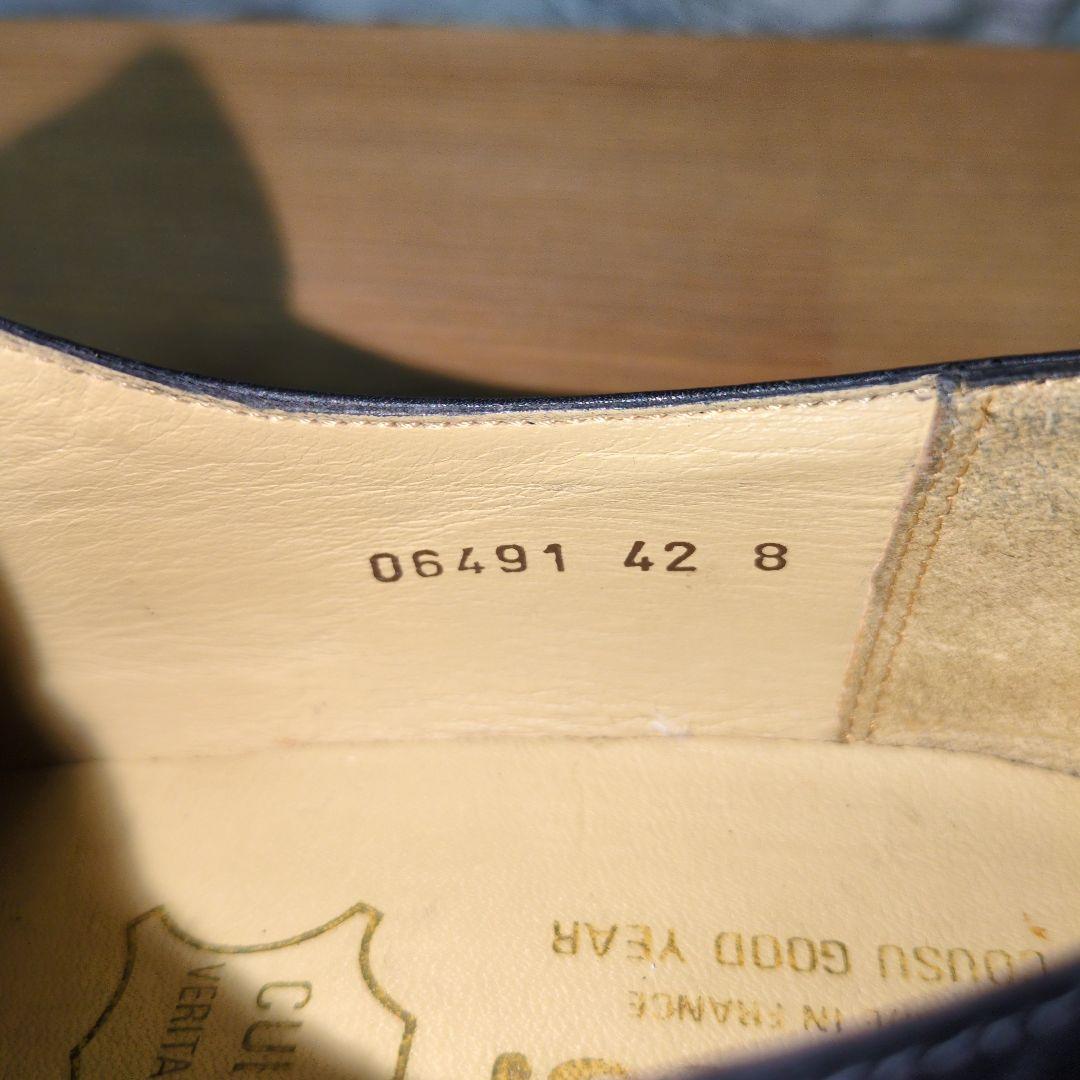 06491 42 8
COUSU GOOD YEAR
IN FRANCE
CUI
VERITA